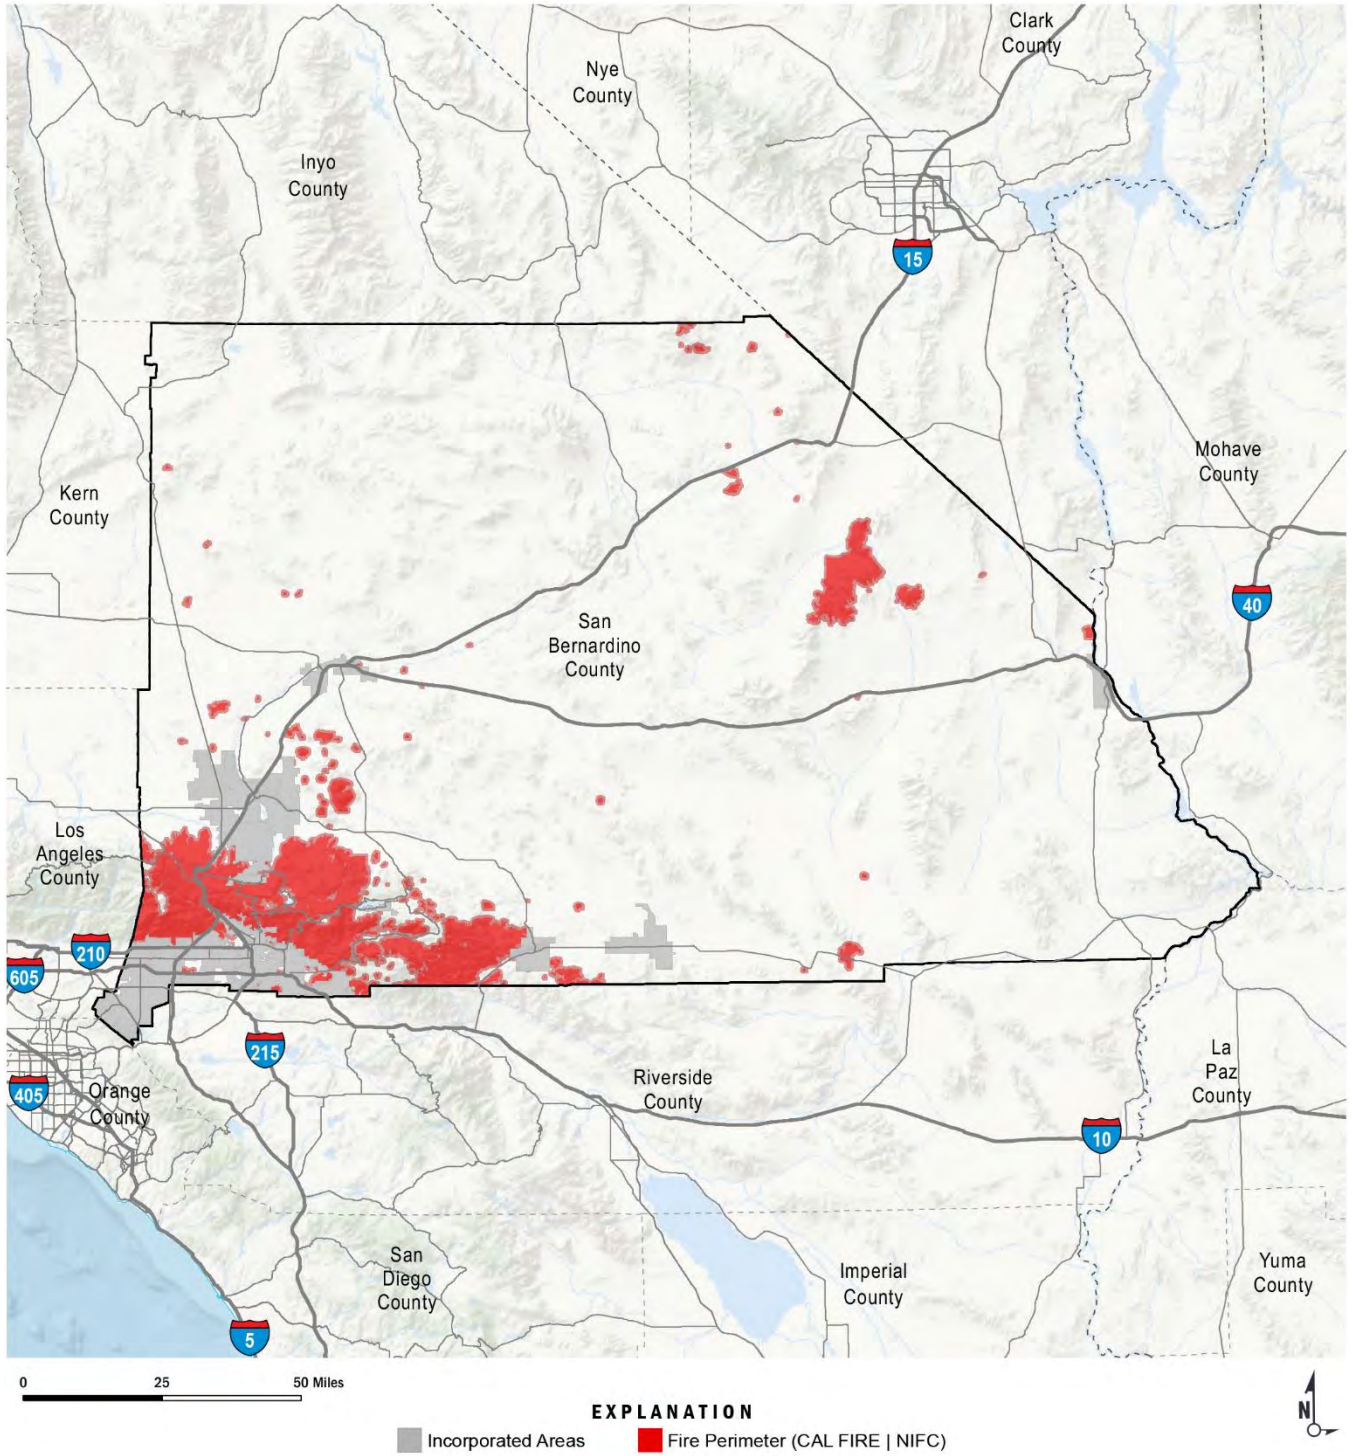 Clark
County
Nye
County
Inyo
County
15
Mohave
County
Kern
County
40
San
Bernardino
County
Los
Angeles
County
210
605
215
La
Paz
County
Riverside
County
405
Orange
County
10
San
Diego
County
Imperial
County
Yuma
County
5
0 25 50 Miles
N
EXPLANATION
Incorporated Areas Fire Perimeter (CAL FIRE | NIFC)